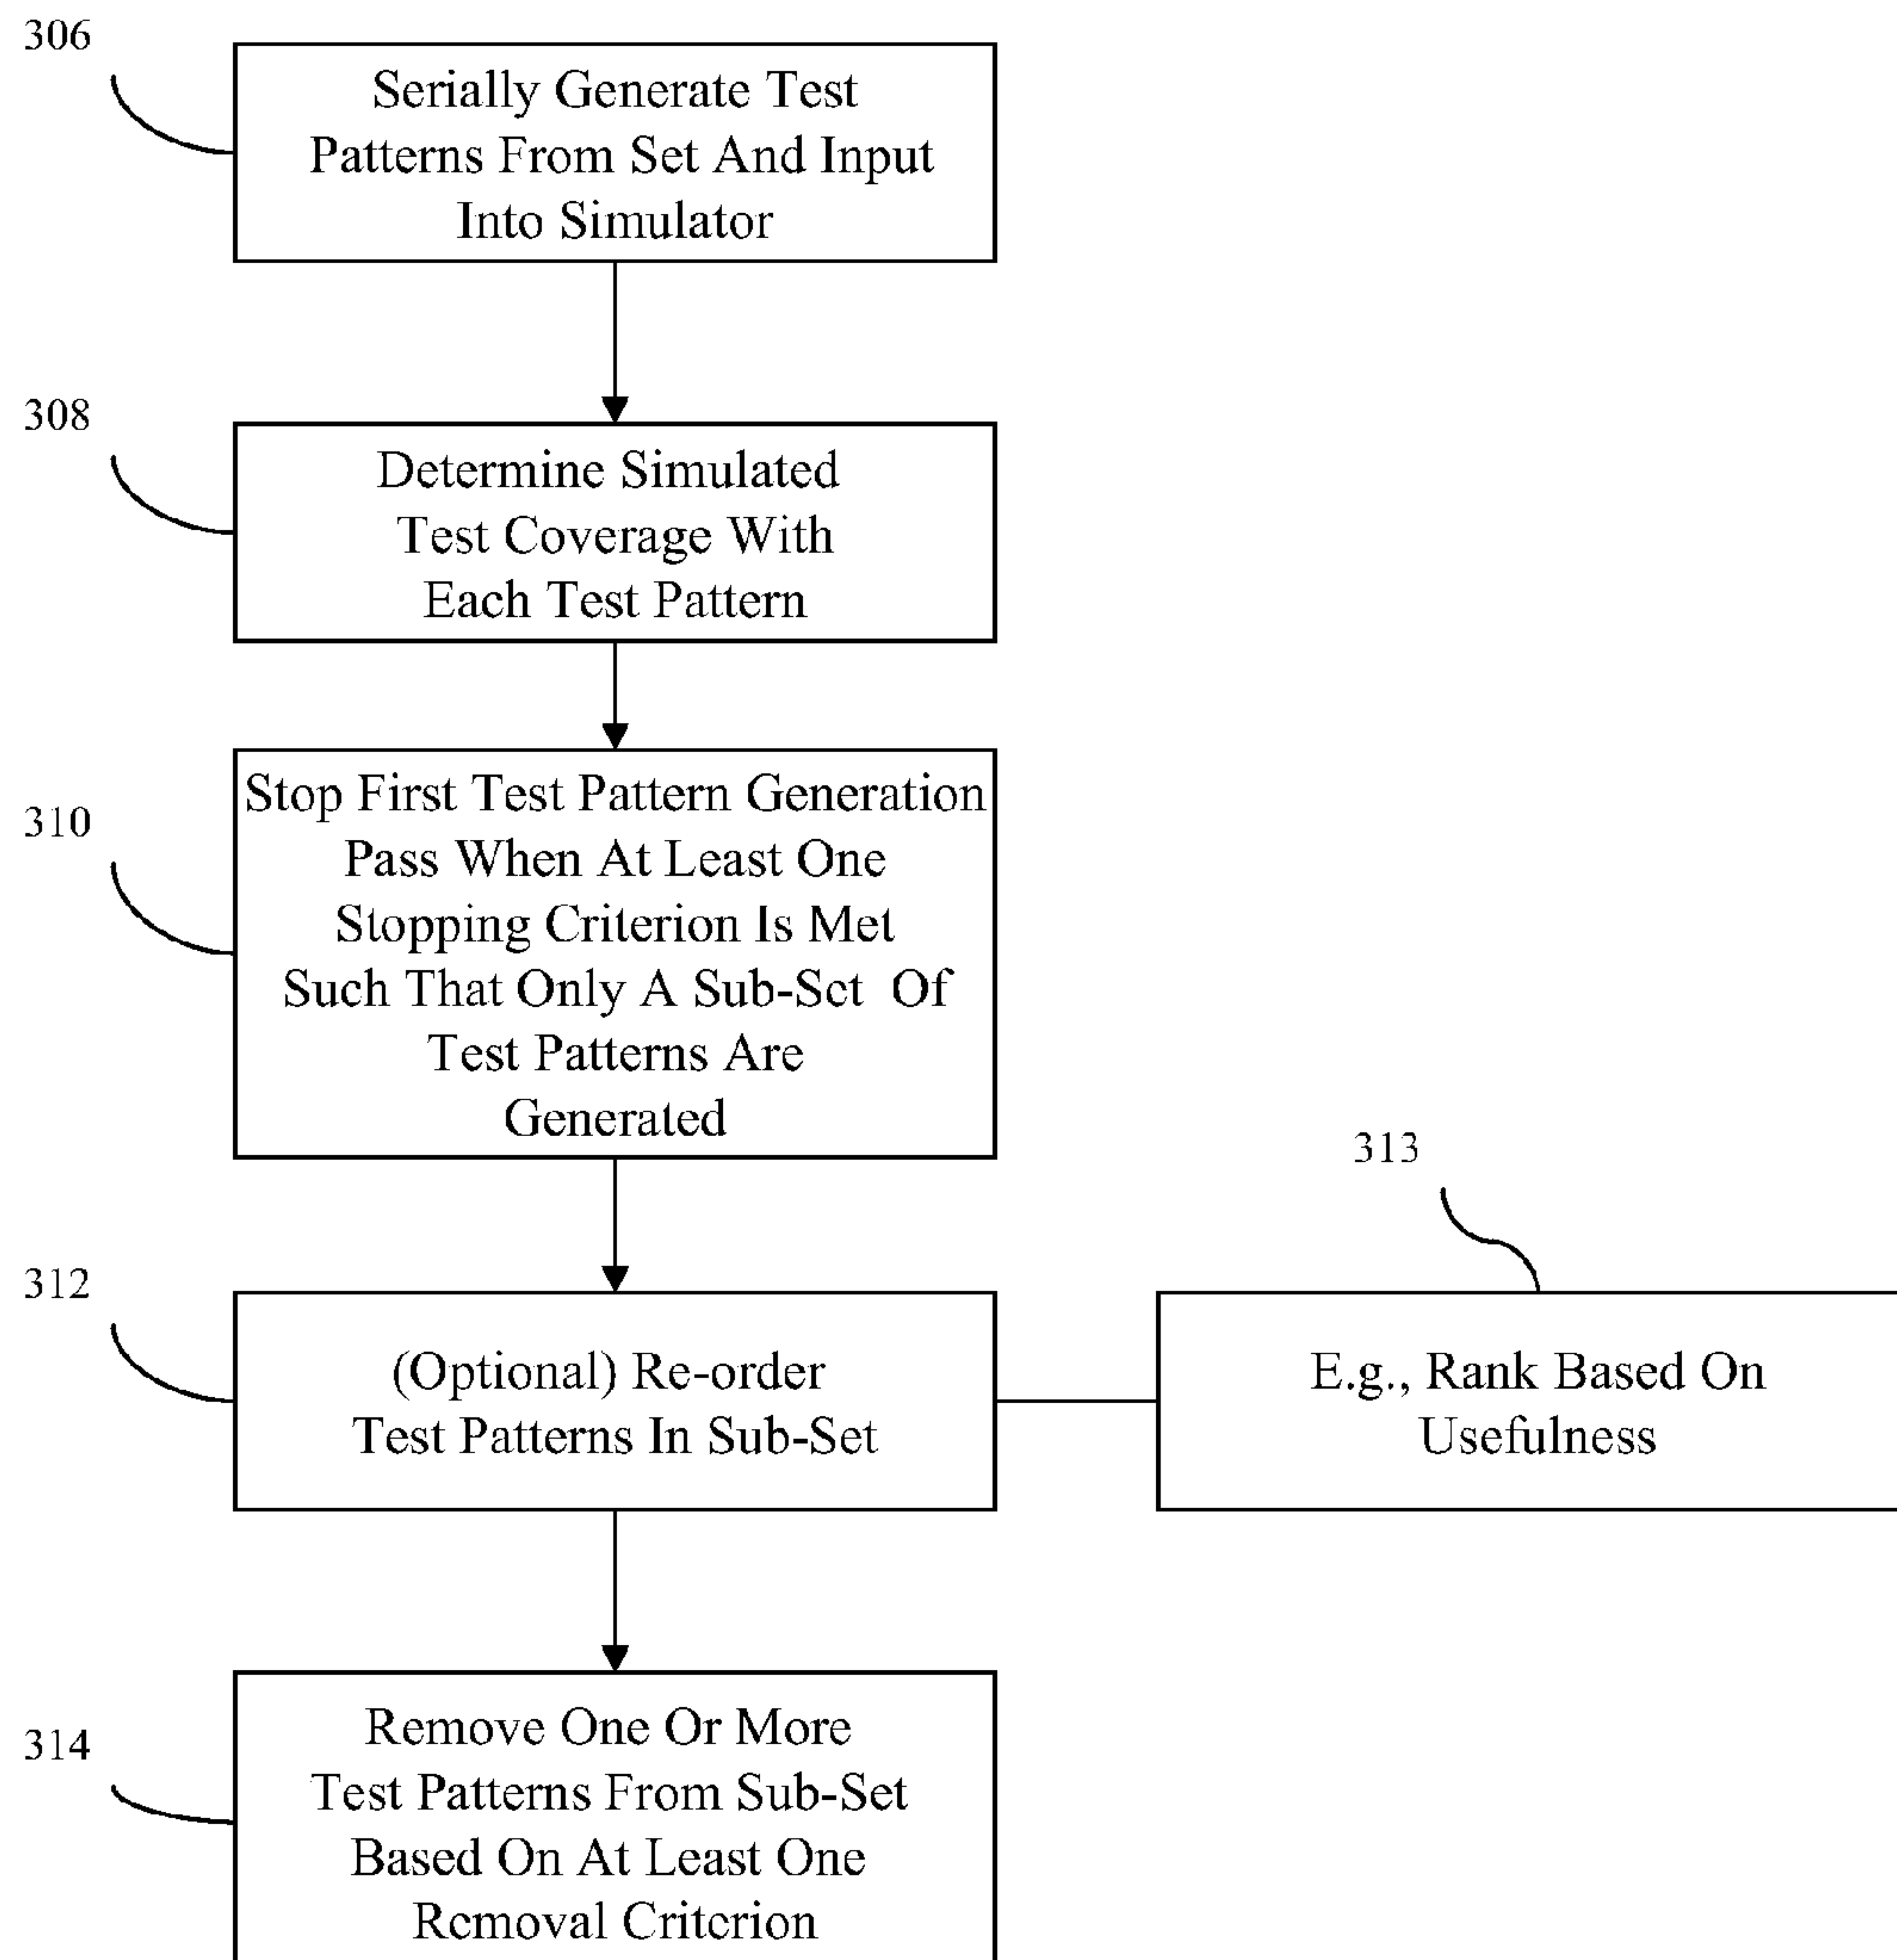 306
Serially Generate Test
Patterns From Set And Input
Into Simulator
308
Determine Simulated
Test Coverage With
Each Test Pattern
310
Stop First Test Pattern Generation
Pass When At Least One
Stopping Criterion Is Met
Such That Only A Sub-Set Of
Test Patterns Are
Generated
312
(Optional) Re-order
Test Patterns In Sub-Set
313
E.g., Rank Based On
Usefulness
314
Remove One Or More
Test Patterns From Sub-Set
Based On At Least One
Removal Criterion